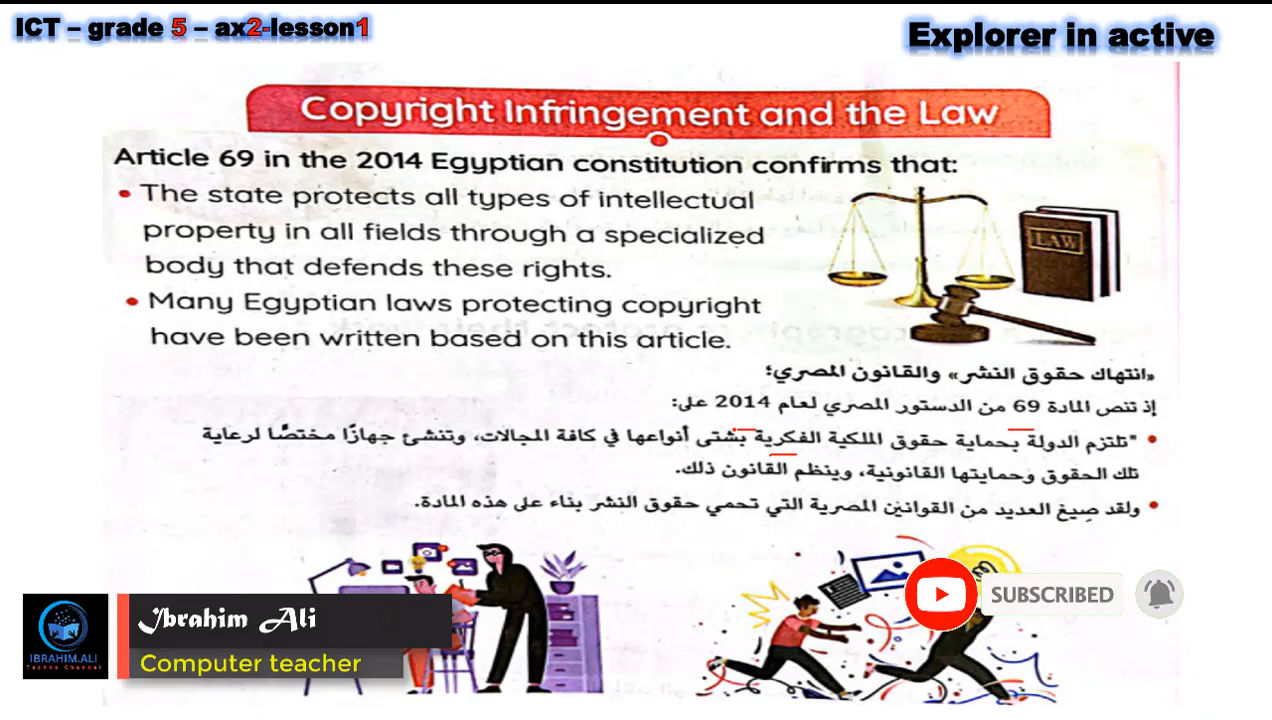 ICT – grade 5 – ax2-lesson1
Explorer in active
Copyright Infringement and the Law
Article 69 in the 2014 Egyptian constitution confirms that:
• The state protects all types of intellectual
property in all fields through a specialized
body that defends these rights.
• Many Egyptian laws protecting copyright
have been written based on this article.
LAW
«انتهاك حقوق النشر» والقانون المصري؛
إذ تنص المادة 69 من الدستور المصري لعام 2014 على:
• "تلتزم الدولة بحماية حقوق الملكية الفكرية بشتى أنواعها في كافة المجالات، وتنشئ جهازًا مختصًا لرعاية
تلك الحقوق وحمايتها القانونية، وينظم القانون ذلك.
• ولقد صيغ العديد من القوانين المصرية التي تحمي حقوق النشر بناء على هذه المادة.
Ibrahim Ali
Computer teacher
IBRAHIM.ALI
Techno Channel
SUBSCRIBED